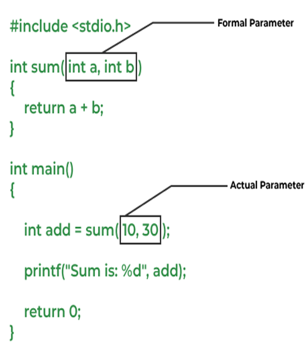 #include <stdio.h>
Formal Parameter
int sum(int a, int b)
{
return a + b;
}
int main()
{
Actual Parameter
int add = sum(10, 30);
printf("Sum is: %d", add);
return 0;
}